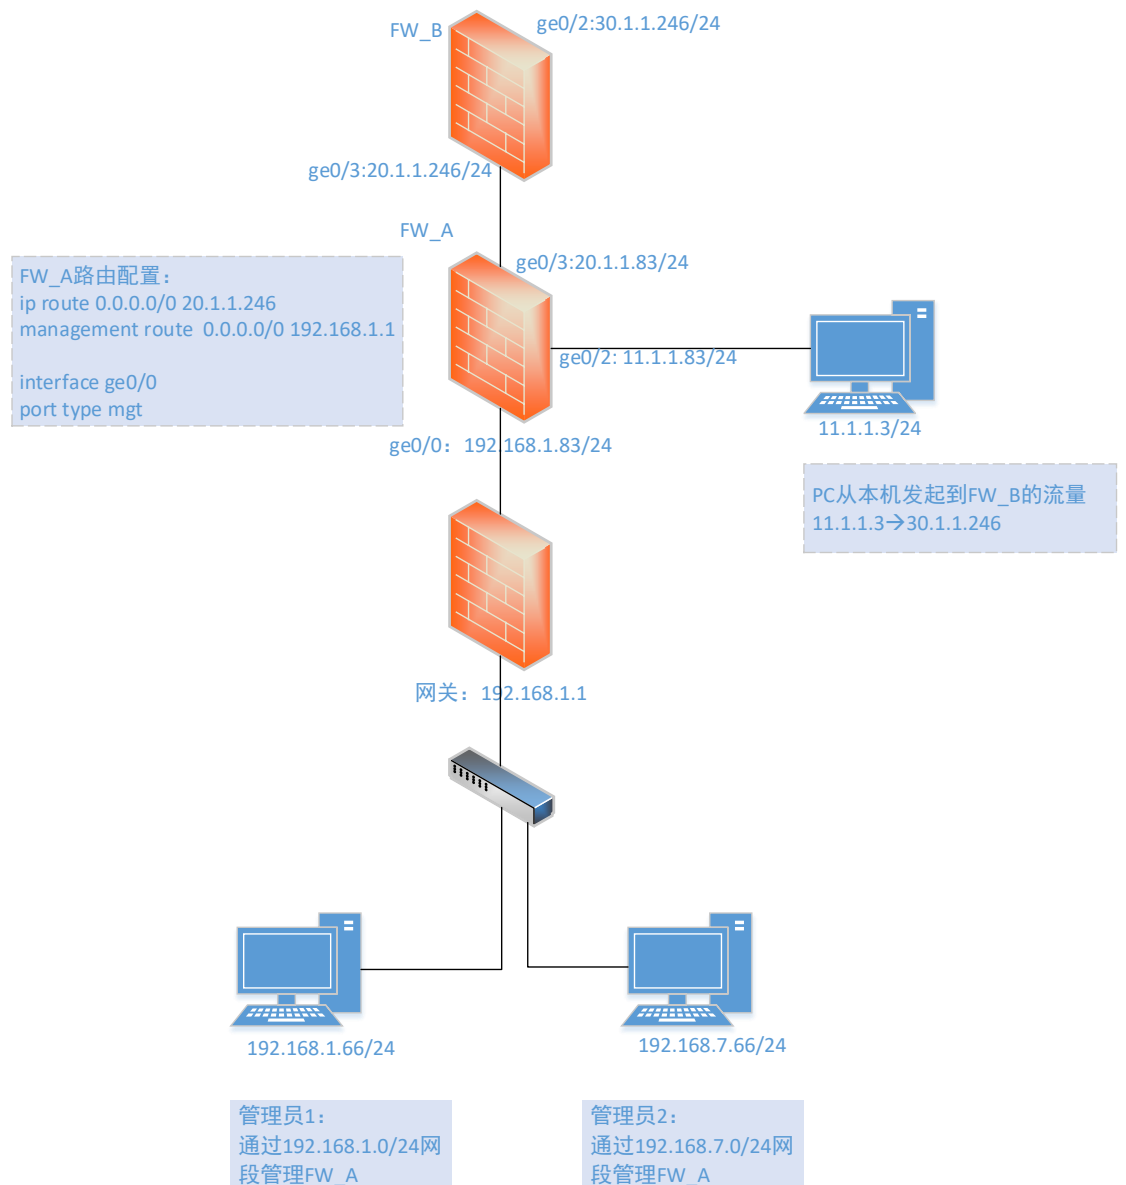 FW_B
ge0/2:30.1.1.246/24
ge0/3:20.1.1.246/24
FW_A
ge0/3:20.1.1.83/24
FW_A路由配置：
ip route 0.0.0.0/0 20.1.1.246
management route  0.0.0.0/0 192.168.1.1
interface ge0/0
port type mgt
ge0/2: 11.1.1.83/24
11.1.1.3/24
ge0/0：192.168.1.83/24
PC从本机发起到FW_B的流量
11.1.1.3→30.1.1.246
网关：192.168.1.1
192.168.1.66/24
192.168.7.66/24
管理员1：
通过192.168.1.0/24网
段管理FW_A
管理员2：
通过192.168.7.0/24网
段管理FW_A